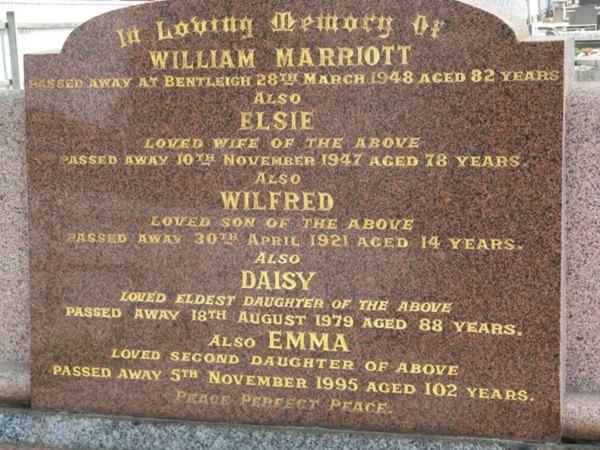 In Loving Memory Of
WILLIAM MARRIOTT
PASSED AWAY AT BENTLEIGH 28TH MARCH 1948 AGED 82 YEARS
ALSO
ELSIE
LOVED WIFE OF THE ABOVE
PASSED AWAY 10TH NOVEMBER 1947 AGED 78 YEARS.
ALSO
WILFRED
LOVED SON OF THE ABOVE
PASSED AWAY 30TH APRIL 1921 AGED 14 YEARS.
ALSO
DAISY
LOVED ELDEST DAUGHTER OF THE ABOVE
PASSED AWAY 18TH AUGUST 1979 AGED 88 YEARS.
ALSO EMMA
LOVED SECOND DAUGHTER OF ABOVE
PASSED AWAY 5TH NOVEMBER 1995 AGED 102 YEARS.
PEACE PERFECT PEACE.